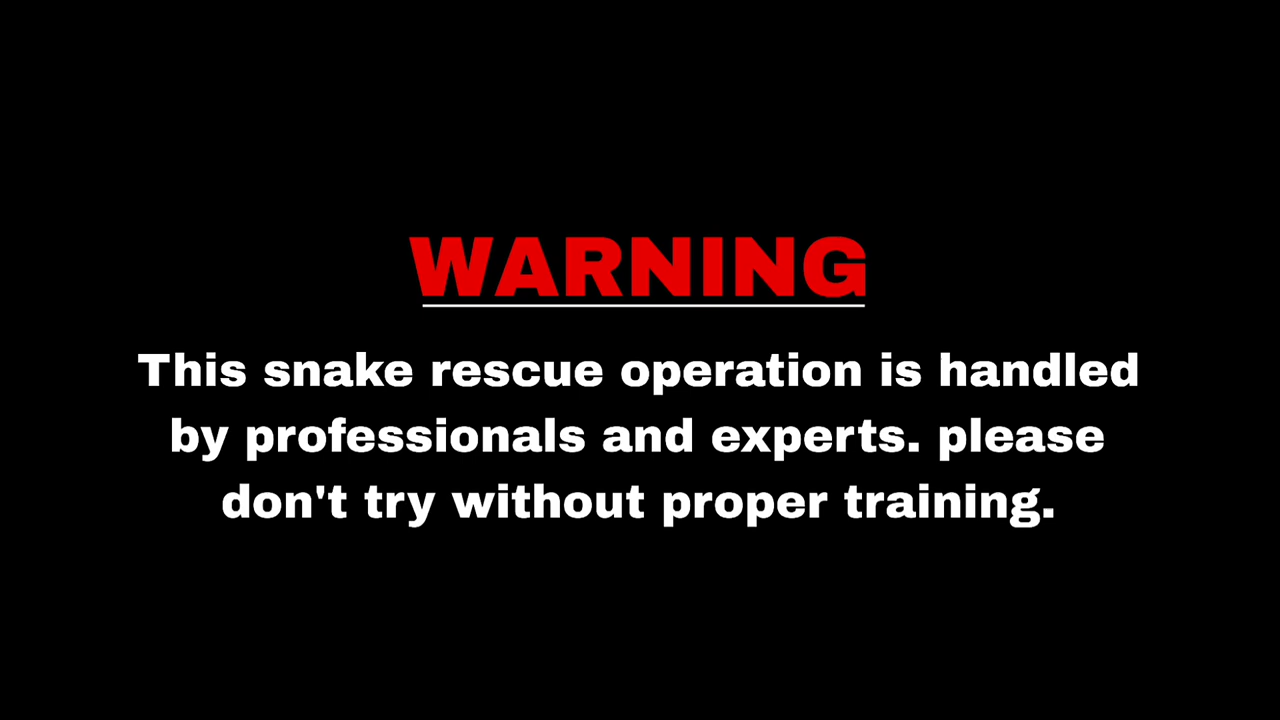 WARNING
This snake rescue operation is handled
by professionals and experts. please
don't try without proper training.